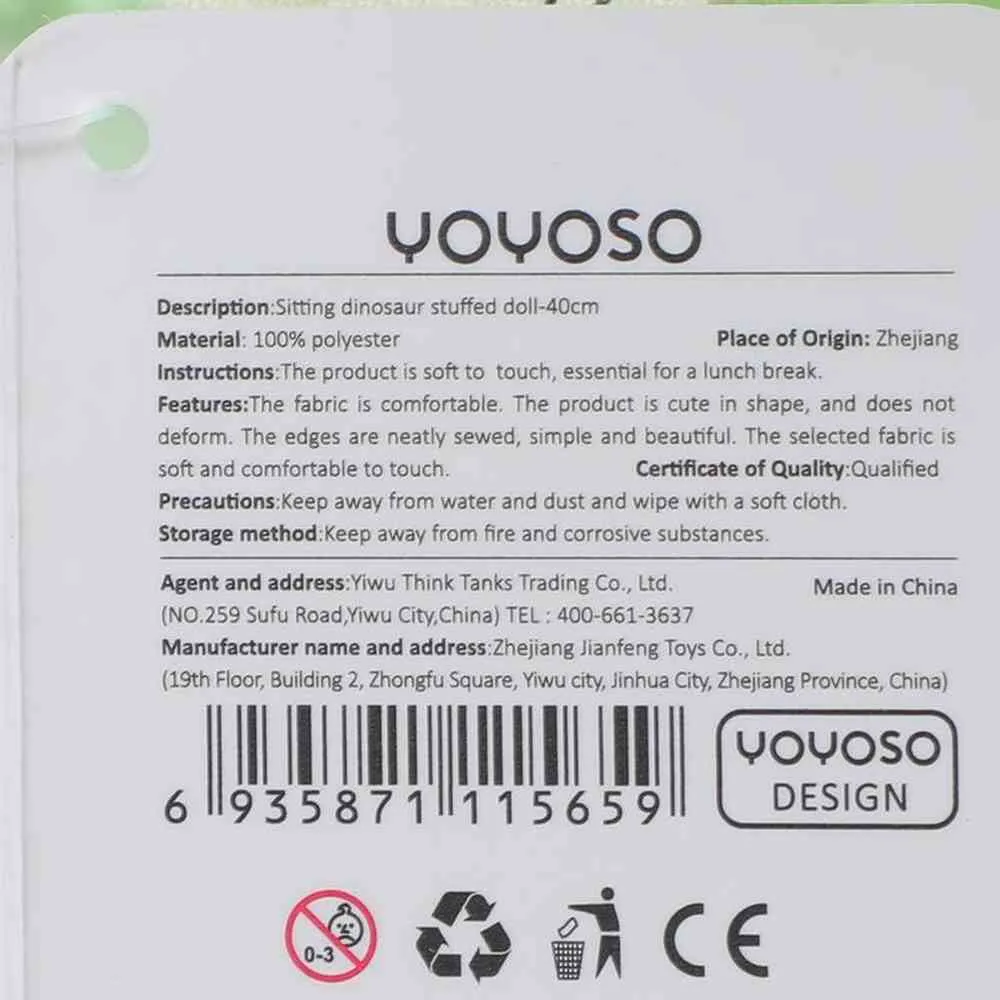 YOYOSO
Description:Sitting dinosaur stuffed doll-40cm
Material: 100% polyester Place of Origin: Zhejiang
Instructions:The product is soft to touch, essential for a lunch break.
Features:The fabric is comfortable. The product is cute in shape, and does not
deform. The edges are neatly sewed, simple and beautiful. The selected fabric is
soft and comfortable to touch. Certificate of Quality:Qualified
Precautions:Keep away from water and dust and wipe with a soft cloth.
Storage method:Keep away from fire and corrosive substances.
Agent and address:Yiwu Think Tanks Trading Co., Ltd. Made in China
(NO.259 Sufu Road,Yiwu City,China) TEL : 400-661-3637
Manufacturer name and address:Zhejiang Jianfeng Toys Co., Ltd.
(19th Floor, Building 2, Zhongfu Square, Yiwu city, Jinhua City, Zhejiang Province, China)
6 935871 115659
YOYOSO
DESIGN
0-3
CE